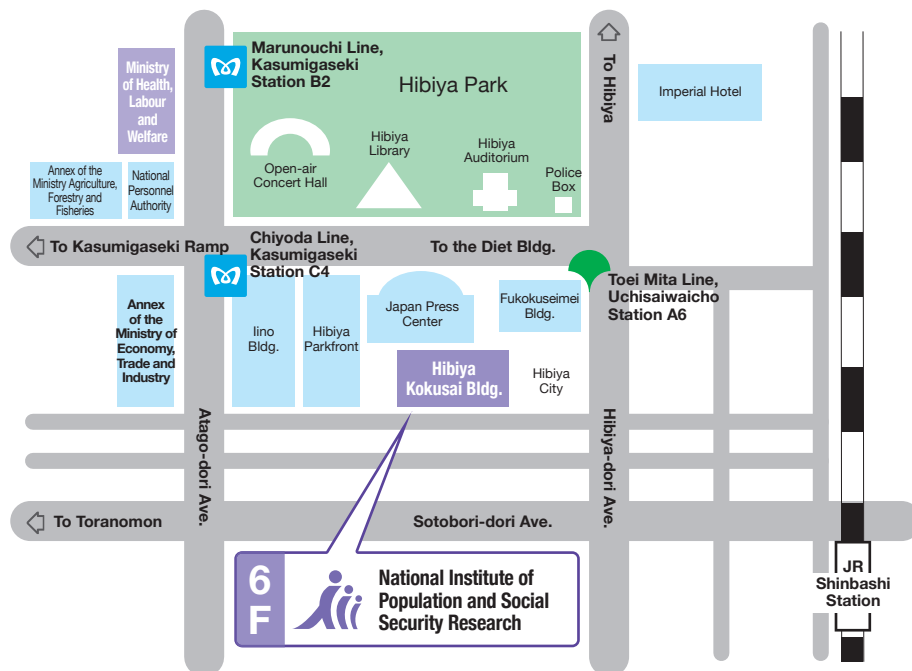 Marunouchi Line,
Kasumigaseki
Station B2
Ministry
of Health,
Labour
and
Welfare
Hibiya Park
To Hibiya
Imperial Hotel
Open-air
Concert Hall
Hibiya
Library
Hibiya
Auditorium
Police
Box
Annex of the
Ministry Agriculture,
Forestry and
Fisheries
National
Personnel
Authority
To Kasumigaseki Ramp
Chiyoda Line,
Kasumigaseki
Station C4
To the Diet Bldg.
Toei Mita Line,
Uchisaiwaicho
Station A6
Annex
of the
Ministry of
Economy,
Trade and
Industry
Iino
Bldg.
Hibiya
Parkfront
Japan Press
Center
Fukokuseimei
Bldg.
Hibiya
Kokusai Bldg.
Hibiya
City
Atago-dori Ave.
Hibiya-dori Ave.
To Toranomon
Sotobori-dori Ave.
6
F
National Institute of
Population and Social
Security Research
JR
Shinbashi
Station